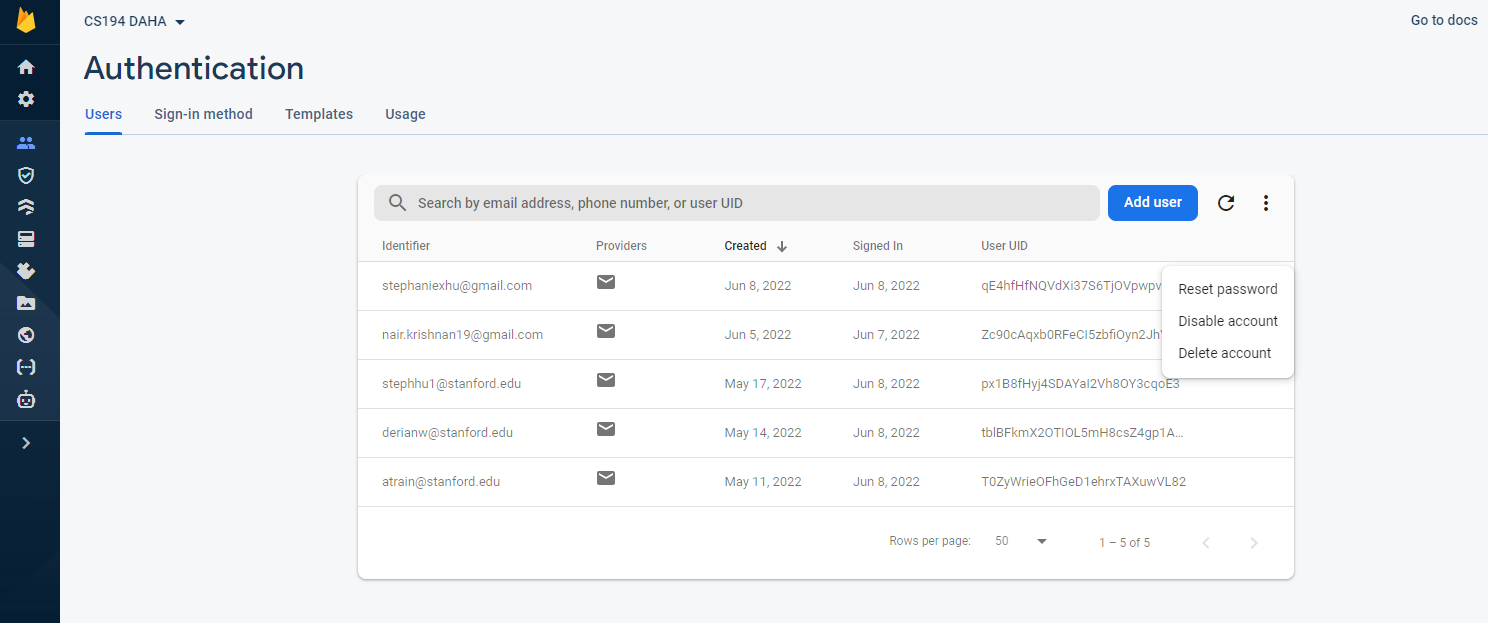 CS194 DAHA
Go to docs
Authentication
Users Sign-in method Templates Usage
Search by email address, phone number, or user UID
Add user
Identifier Providers Created Signed In User UID
stephaniexhu@gmail.com Jun 8, 2022 Jun 8, 2022 qE4hfHfNQVdXi37S6TjOVpwpv
Reset password
Disable account
Delete account
nair.krishnan19@gmail.com Jun 5, 2022 Jun 7, 2022
stephhu1@stanford.edu May 17, 2022 Jun 8, 2022 px1B8fHyj4SDAYaI2Vh8OY3cqoE3
derianw@stanford.edu May 14, 2022 Jun 8, 2022 tblBFkmX2OTIOL5mH8csZ4gp1A...
atrain@stanford.edu May 11, 2022 Jun 8, 2022 T0ZyWrieOFhGeD1ehrxTAXuwVL82
Rows per page: 50 1 – 5 of 5